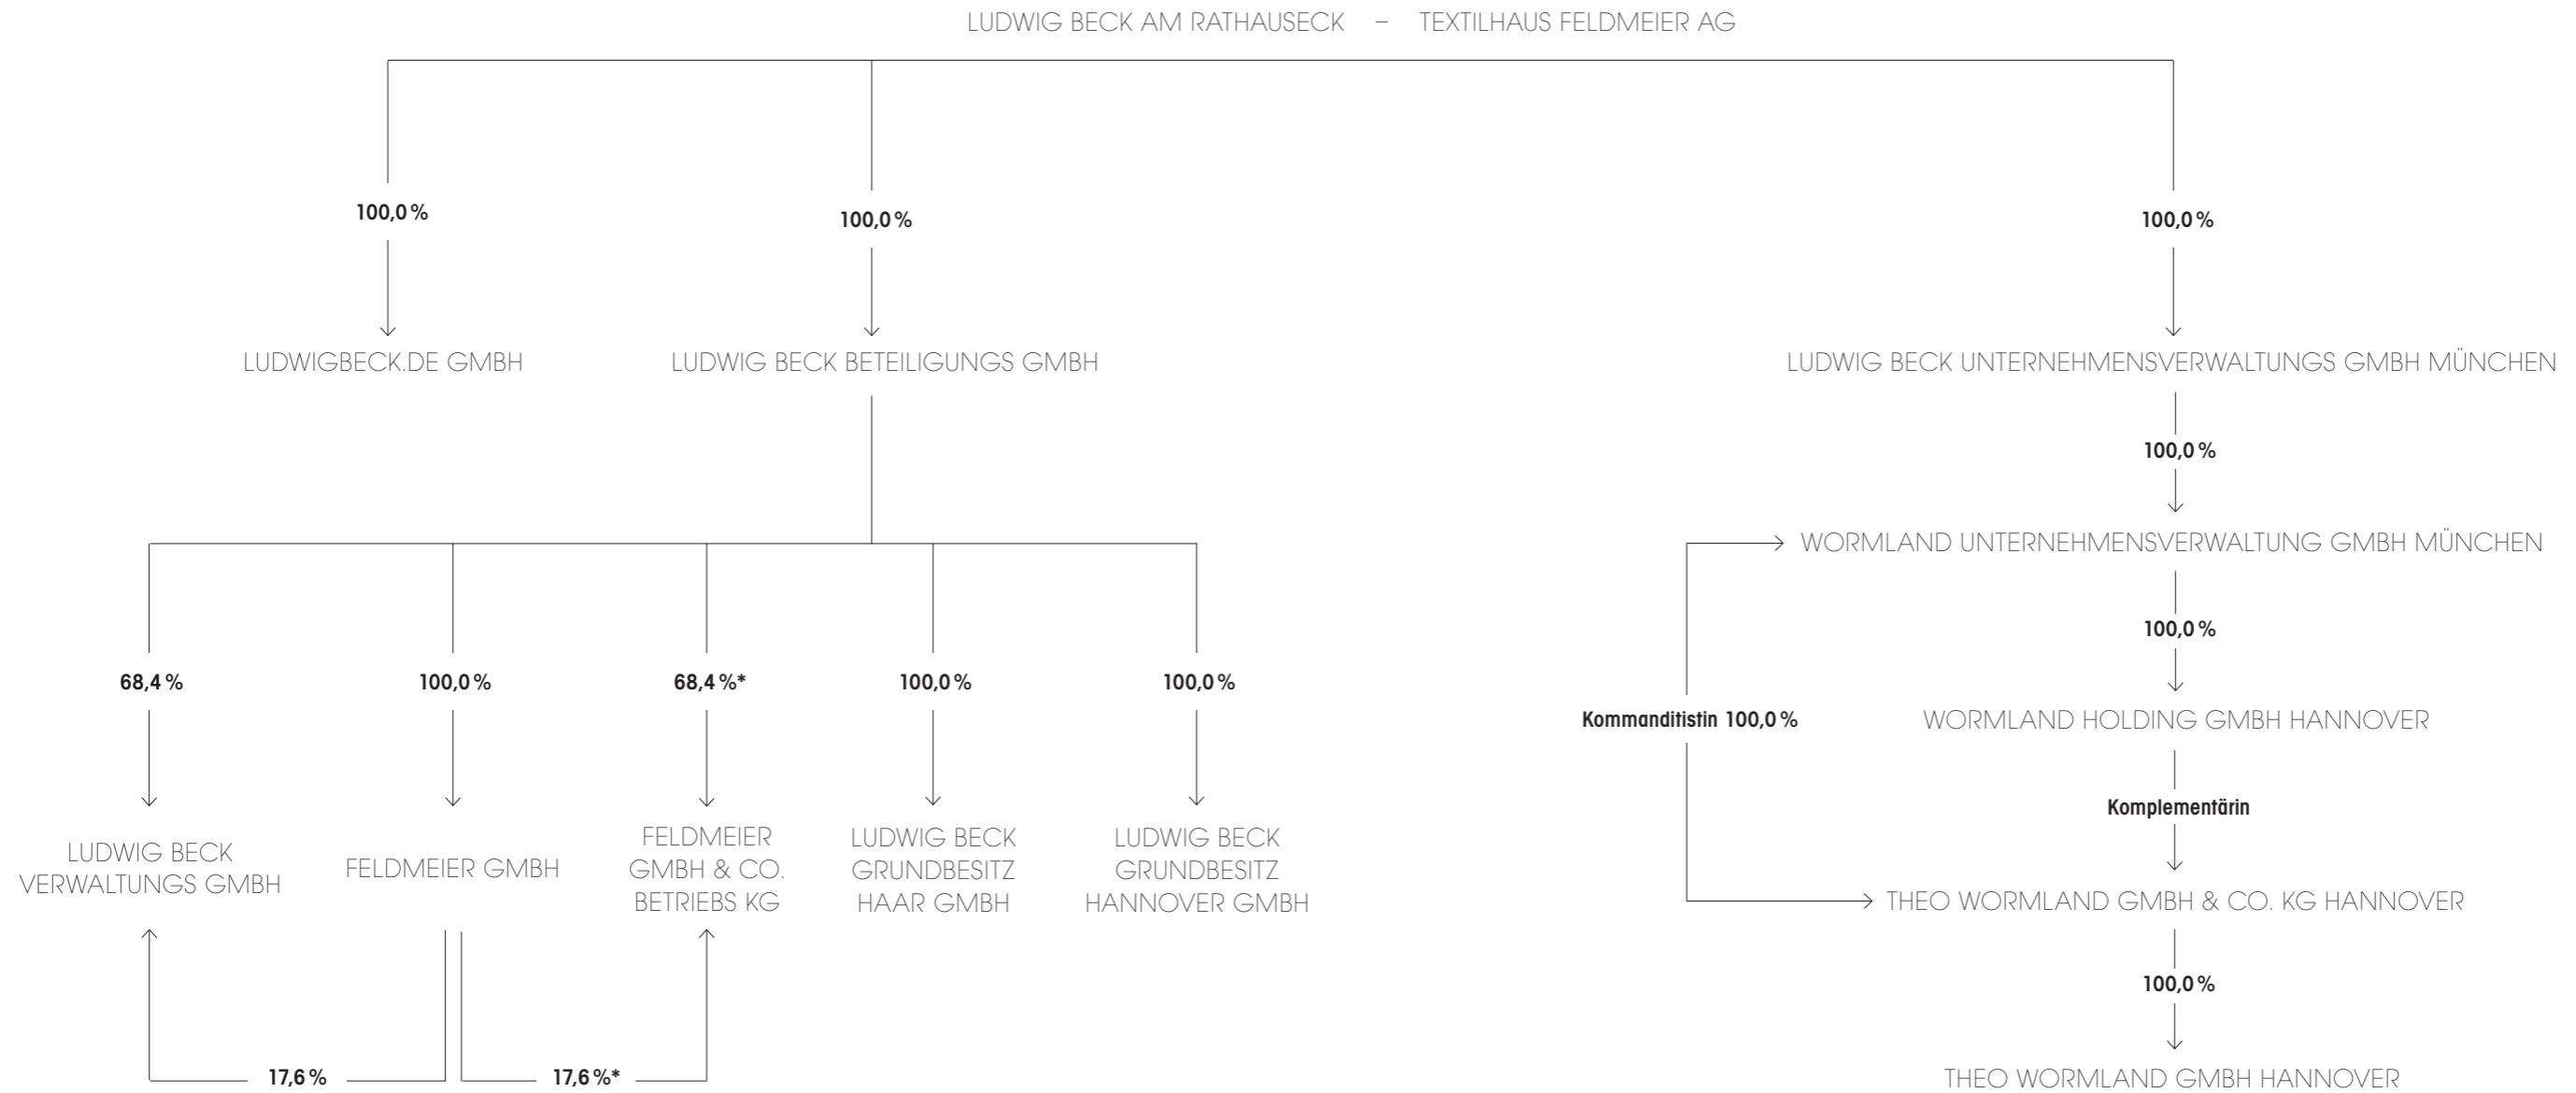 LUDWIG BECK AM RATHAUSECK – TEXTILHAUS FELDMEIER AG
100,0 %
100,0 %
100,0 %
LUDWIGBECK.DE GMBH
LUDWIG BECK BETEILIGUNGS GMBH
LUDWIG BECK UNTERNEHMENSVERWALTUNGS GMBH MÜNCHEN
100,0 %
WORMLAND UNTERNEHMENSVERWALTUNG GMBH MÜNCHEN
100,0 %
68,4 %
100,0 %
68,4 %*
100,0 %
100,0 %
Kommanditistin 100,0 %
WORMLAND HOLDING GMBH HANNOVER
Komplementärin
LUDWIG BECK
VERWALTUNGS GMBH
FELDMEIER GMBH
FELDMEIER
GMBH & CO.
BETRIEBS KG
LUDWIG BECK
GRUNDBESITZ
HAAR GMBH
LUDWIG BECK
GRUNDBESITZ
HANNOVER GMBH
THEO WORMLAND GMBH & CO. KG HANNOVER
100,0 %
17,6 %
17,6 %*
THEO WORMLAND GMBH HANNOVER